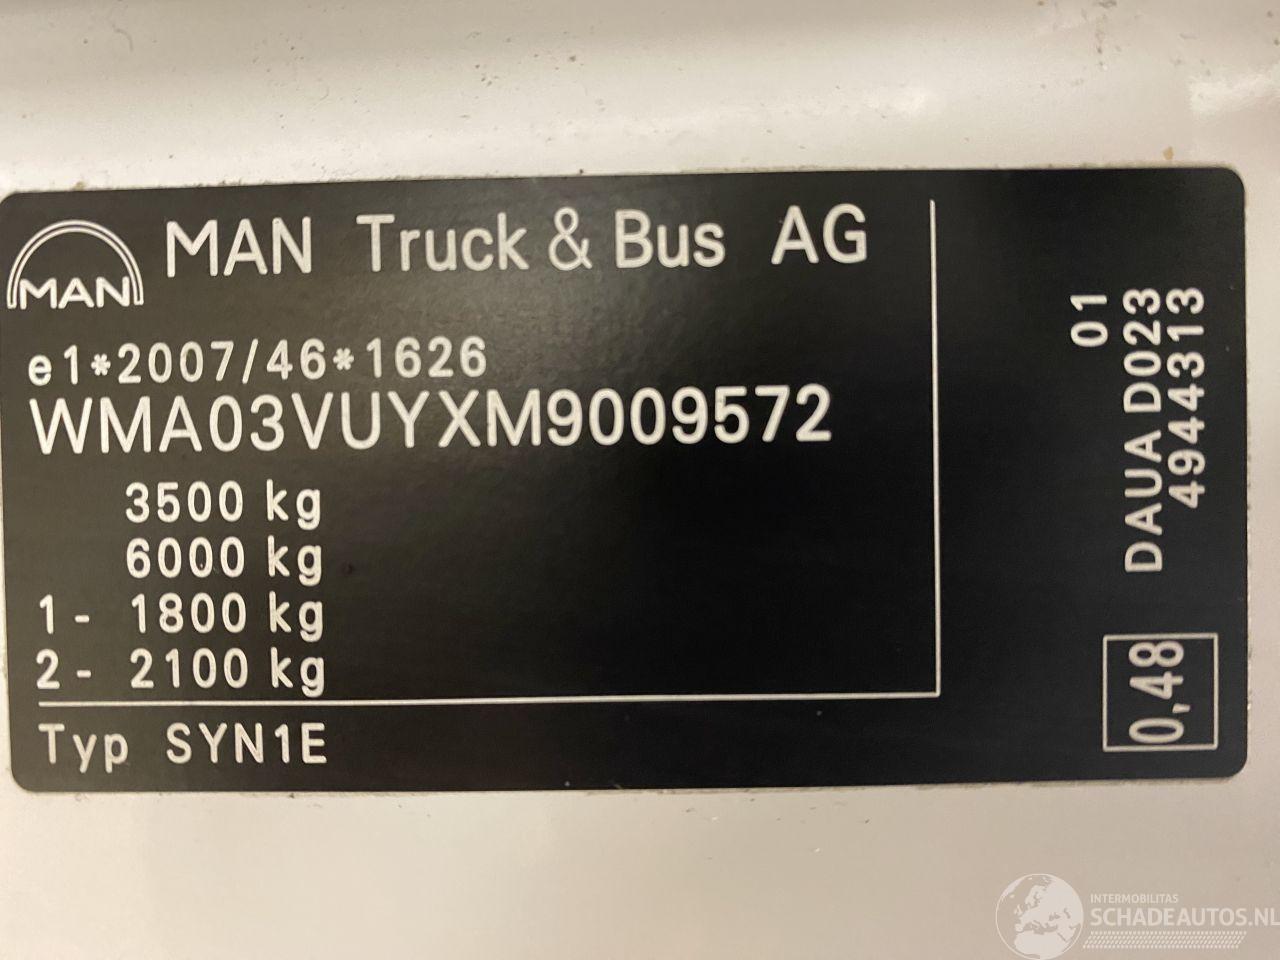 MAN
MAN Truck & Bus AG
e1*2007/46*1626
WMA03VUYXM9009572
3500 kg
6000 kg
1- 1800 kg
2- 2100 kg
Typ SYN1E
01
DAUA D023
4944313
0,48
INTERMOBILITAS
SCHADEAUTOS.NL